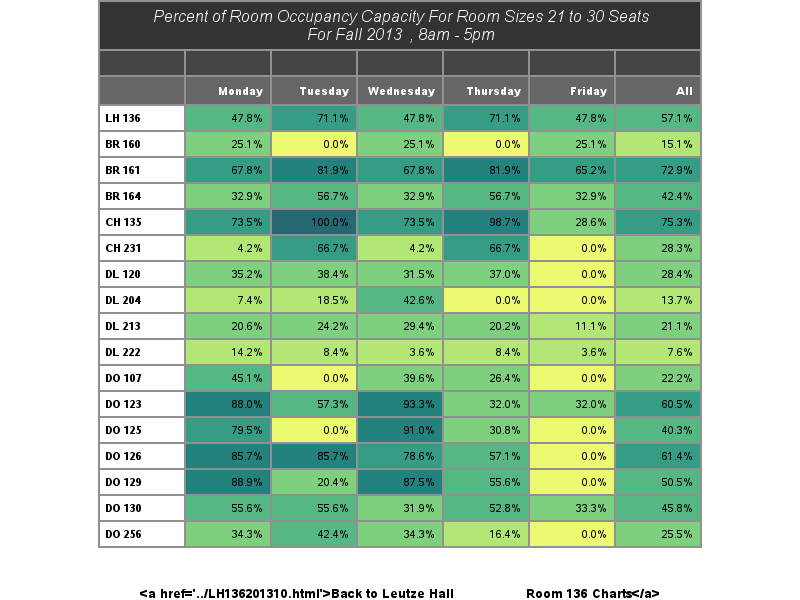 Percent of Room Occupancy Capacity For Room Sizes 21 to 30 Seats
For Fall 2013 , 8am - 5pm
Monday Tuesday Wednesday Thursday Friday All
LH 136 47.8% 71.1% 47.8% 71.1% 47.8% 57.1%
BR 160 25.1% 0.0% 25.1% 0.0% 25.1% 15.1%
BR 161 67.8% 81.9% 67.8% 81.9% 65.2% 72.9%
BR 164 32.9% 56.7% 32.9% 56.7% 32.9% 42.4%
CH 135 73.5% 100.0% 73.5% 98.7% 28.6% 75.3%
CH 231 4.2% 66.7% 4.2% 66.7% 0.0% 28.3%
DL 120 35.2% 38.4% 31.5% 37.0% 0.0% 28.4%
DL 204 7.4% 18.5% 42.6% 0.0% 0.0% 13.7%
DL 213 20.6% 24.2% 29.4% 20.2% 11.1% 21.1%
DL 222 14.2% 8.4% 3.6% 8.4% 3.6% 7.6%
DO 107 45.1% 0.0% 39.6% 26.4% 0.0% 22.2%
DO 123 88.0% 57.3% 93.3% 32.0% 32.0% 60.5%
DO 125 79.5% 0.0% 91.0% 30.8% 0.0% 40.3%
DO 126 85.7% 85.7% 78.6% 57.1% 0.0% 61.4%
DO 129 88.9% 20.4% 87.5% 55.6% 0.0% 50.5%
DO 130 55.6% 55.6% 31.9% 52.8% 33.3% 45.8%
DO 256 34.3% 42.4% 34.3% 16.4% 0.0% 25.5%
<a href='../LH136201310.html'>Back to Leutze Hall Room 136 Charts</a>